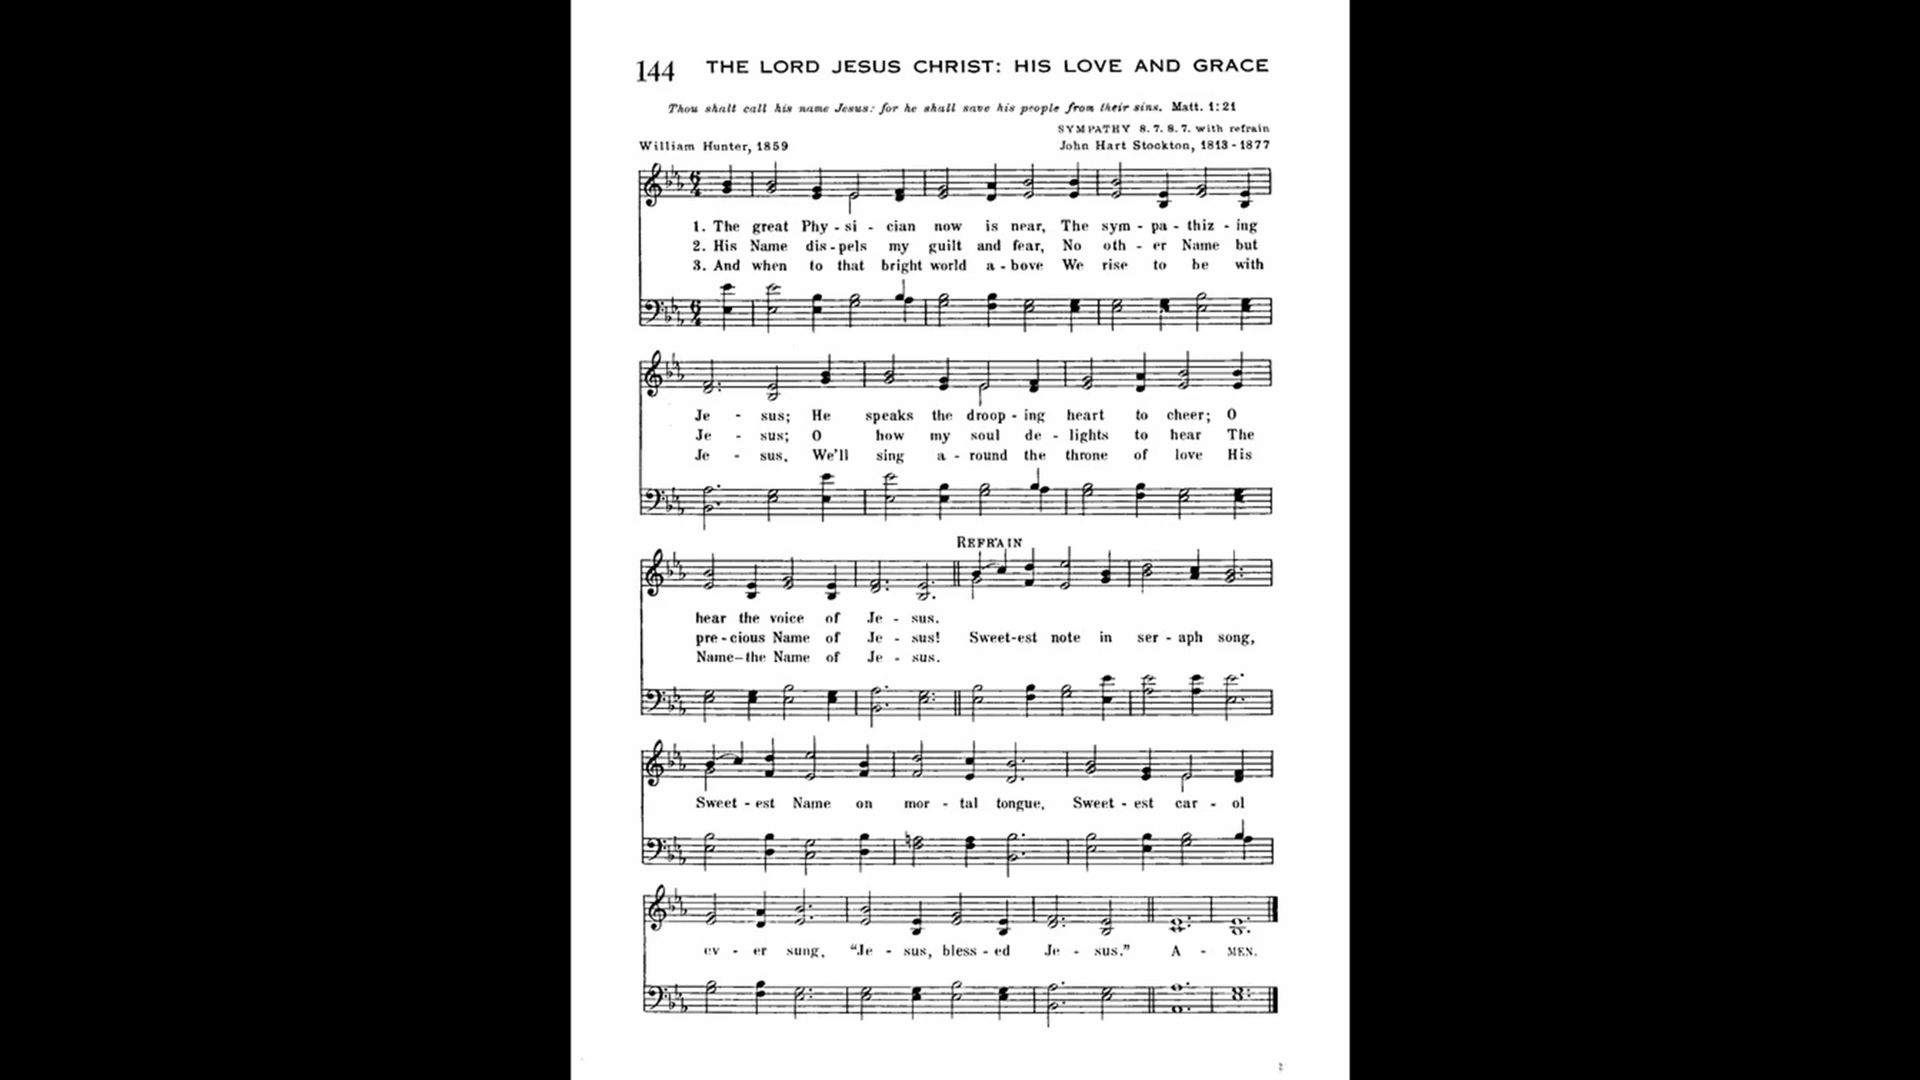 144 THE LORD JESUS CHRIST: HIS LOVE AND GRACE
Thou shalt call his name Jesus: for he shall save his people from their sins. Matt. 1:21
SYMPATHY 8. 7. 8. 7. with refrain
William Hunter, 1859 John Hart Stockton, 1813-1877
1. The great Phy - si - cian now is near, The sym - pa - thiz - ing
2. His Name dis - pels my guilt and fear, No oth - er Name but
3. And when to that bright world a - bove We rise to be with
Je - sus; He speaks the droop - ing heart to cheer; O
Je - sus; O how my soul de - lights to hear The
Je - sus, We'll sing a - round the throne of love His
REFRAIN
hear the voice of Je - sus.
pre - cious Name of Je - sus! Sweet-est note in ser - aph song,
Name—the Name of Je - sus.
Sweet - est Name on mor - tal tongue, Sweet - est car - ol
ev - er sung, “Je - sus, bless - ed Je - sus.” A - MEN.